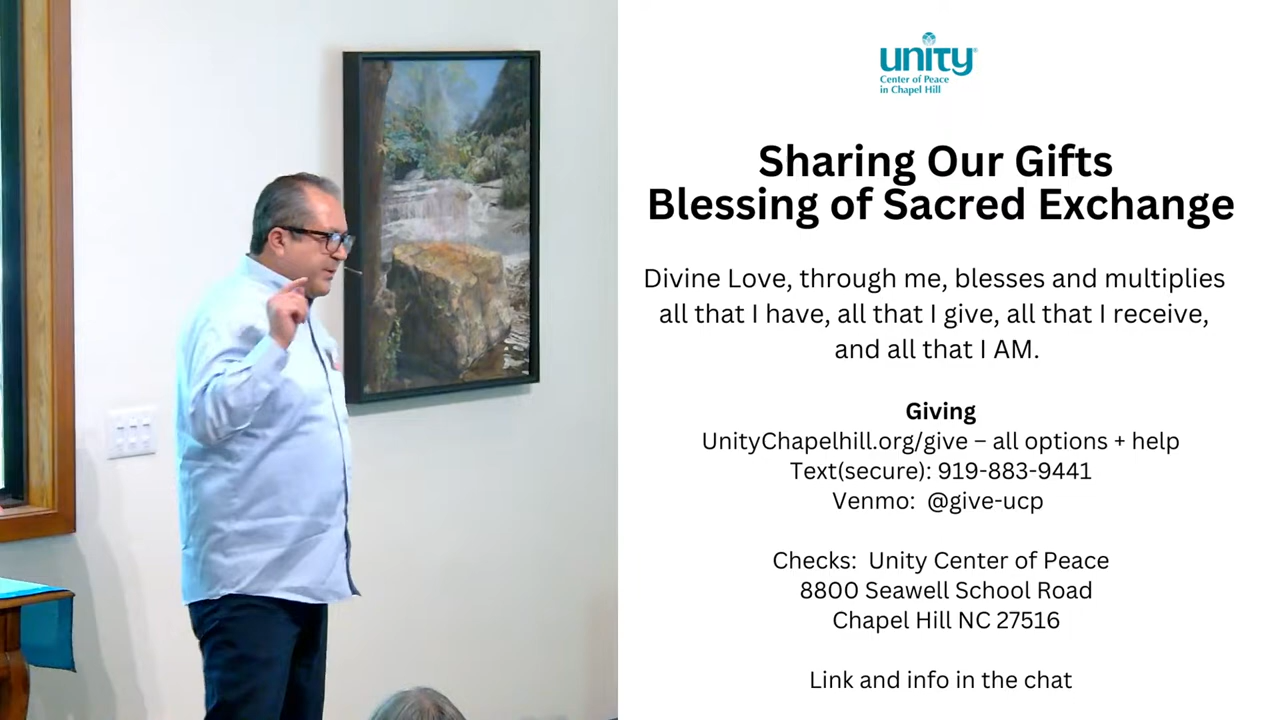 unity
Center of Peace
in Chapel Hill
Sharing Our Gifts
Blessing of Sacred Exchange
Divine Love, through me, blesses and multiplies
all that I have, all that I give, all that I receive,
and all that I AM.
Giving
UnityChapelhill.org/give – all options + help
Text(secure): 919-883-9441
Venmo: @give-ucp
Checks: Unity Center of Peace
8800 Seawell School Road
Chapel Hill NC 27516
Link and info in the chat